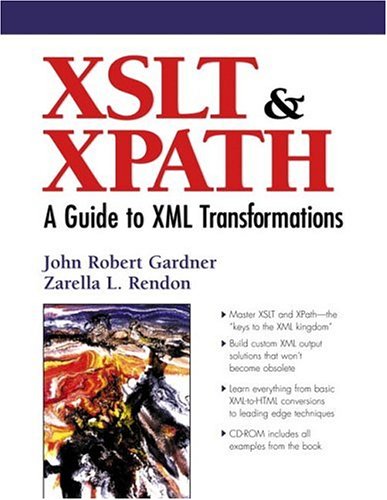 XSLT &
XPATH
A Guide to XML Transformations
John Robert Gardner
Zarella L. Rendon
Master XSLT and XPath—the
"keys to the XML kingdom"
Build custom XML output
solutions that won't
become obsolete
Learn everything from basic
XML-to-HTML conversions
to leading edge techniques
CD-ROM includes all
examples from the book